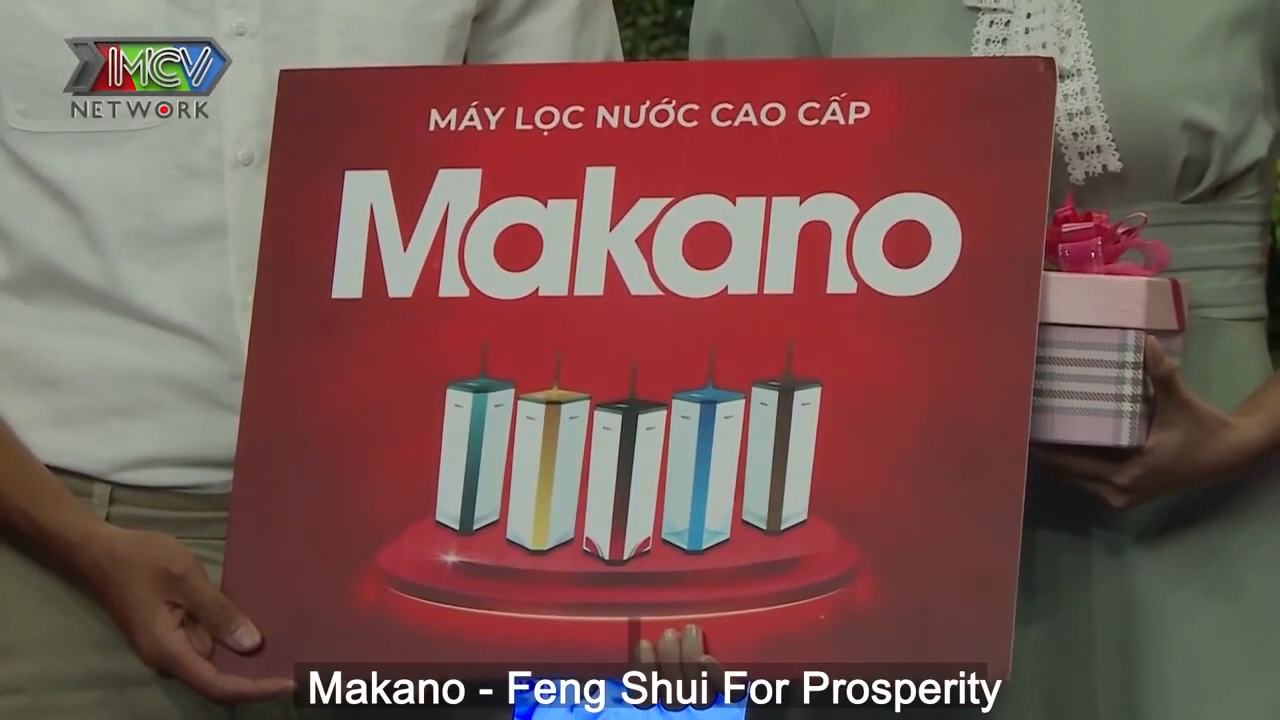 MCV
NETWORK
MÁY LỌC NƯỚC CAO CẤP
Makano
Makano - Feng Shui For Prosperity